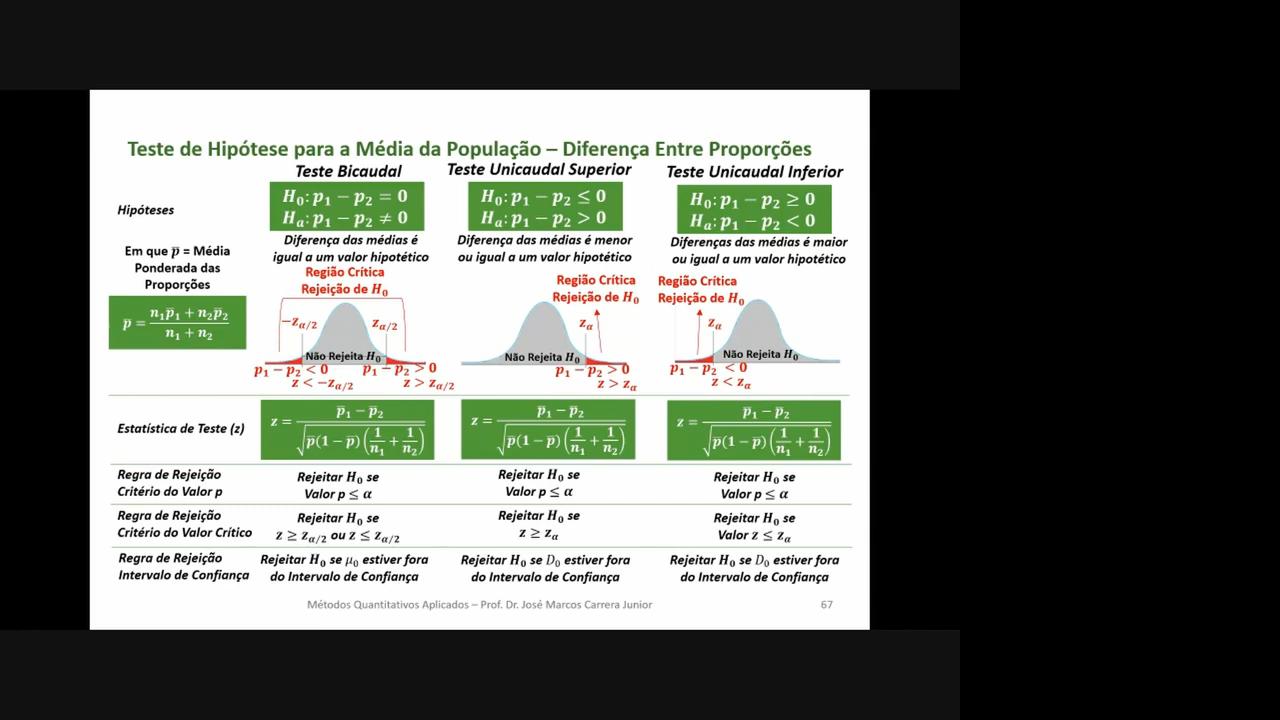 Teste de Hipótese para a Média da População – Diferença Entre Proporções
Teste Bicaudal
Teste Unicaudal Superior
Teste Unicaudal Inferior
Hipóteses
H₀: p₁ − p₂ = 0
Hₐ: p₁ − p₂ ≠ 0
H₀: p₁ − p₂ ≤ 0
Hₐ: p₁ − p₂ > 0
H₀: p₁ − p₂ ≥ 0
Hₐ: p₁ − p₂ < 0
Diferença das médias é
igual a um valor hipotético
Diferença das médias é menor
ou igual a um valor hipotético
Diferenças das médias é maior
ou igual a um valor hipotético
Em que p̅ = Média
Ponderada das
Proporções
p̅ = (n₁p̅₁ + n₂p̅₂) / (n₁ + n₂)
Região Crítica
Rejeição de H₀
−z_{α/2}
z_{α/2}
Não Rejeita H₀
p₁ − p₂ < 0
z < −z_{α/2}
p₁ − p₂ > 0
z > z_{α/2}
Região Crítica
Rejeição de H₀
z_α
Não Rejeita H₀
p₁ − p₂ > 0
z > z_α
Região Crítica
Rejeição de H₀
z_α
Não Rejeita H₀
p₁ − p₂ < 0
z < z_α
Estatística de Teste (z)
z = (p̅₁ − p̅₂) / √(p̅(1 − p̅)(1/n₁ + 1/n₂))
z = (p̅₁ − p̅₂) / √(p̅(1 − p̅)(1/n₁ + 1/n₂))
z = (p̅₁ − p̅₂) / √(p̅(1 − p̅)(1/n₁ + 1/n₂))
Regra de Rejeição
Critério do Valor p
Rejeitar H₀ se
Valor p ≤ α
Rejeitar H₀ se
Valor p ≤ α
Rejeitar H₀ se
Valor p ≤ α
Regra de Rejeição
Critério do Valor Crítico
Rejeitar H₀ se
z ≥ z_{α/2} ou z ≤ z_{α/2}
Rejeitar H₀ se
z ≥ z_α
Rejeitar H₀ se
Valor z ≤ z_α
Regra de Rejeição
Intervalo de Confiança
Rejeitar H₀ se μ₀ estiver fora
do Intervalo de Confiança
Rejeitar H₀ se D₀ estiver fora
do Intervalo de Confiança
Rejeitar H₀ se D₀ estiver fora
do Intervalo de Confiança
Métodos Quantitativos Aplicados – Prof. Dr. José Marcos Carrera Junior
67